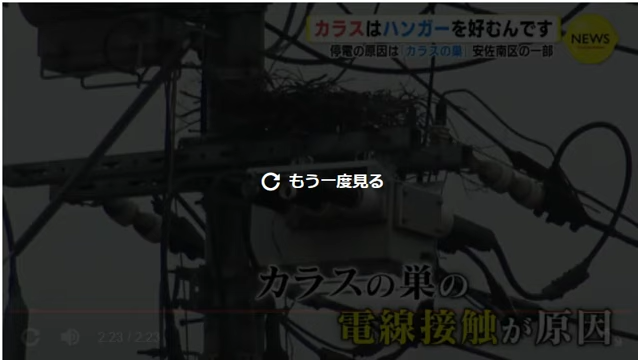 カラスはハンガーを好むんです
停電の原因は「カラスの巣」 安佐南区の一部
NEWS
もう一度見る
カラスの巣の
電線接触が原因
2:23 / 2:23